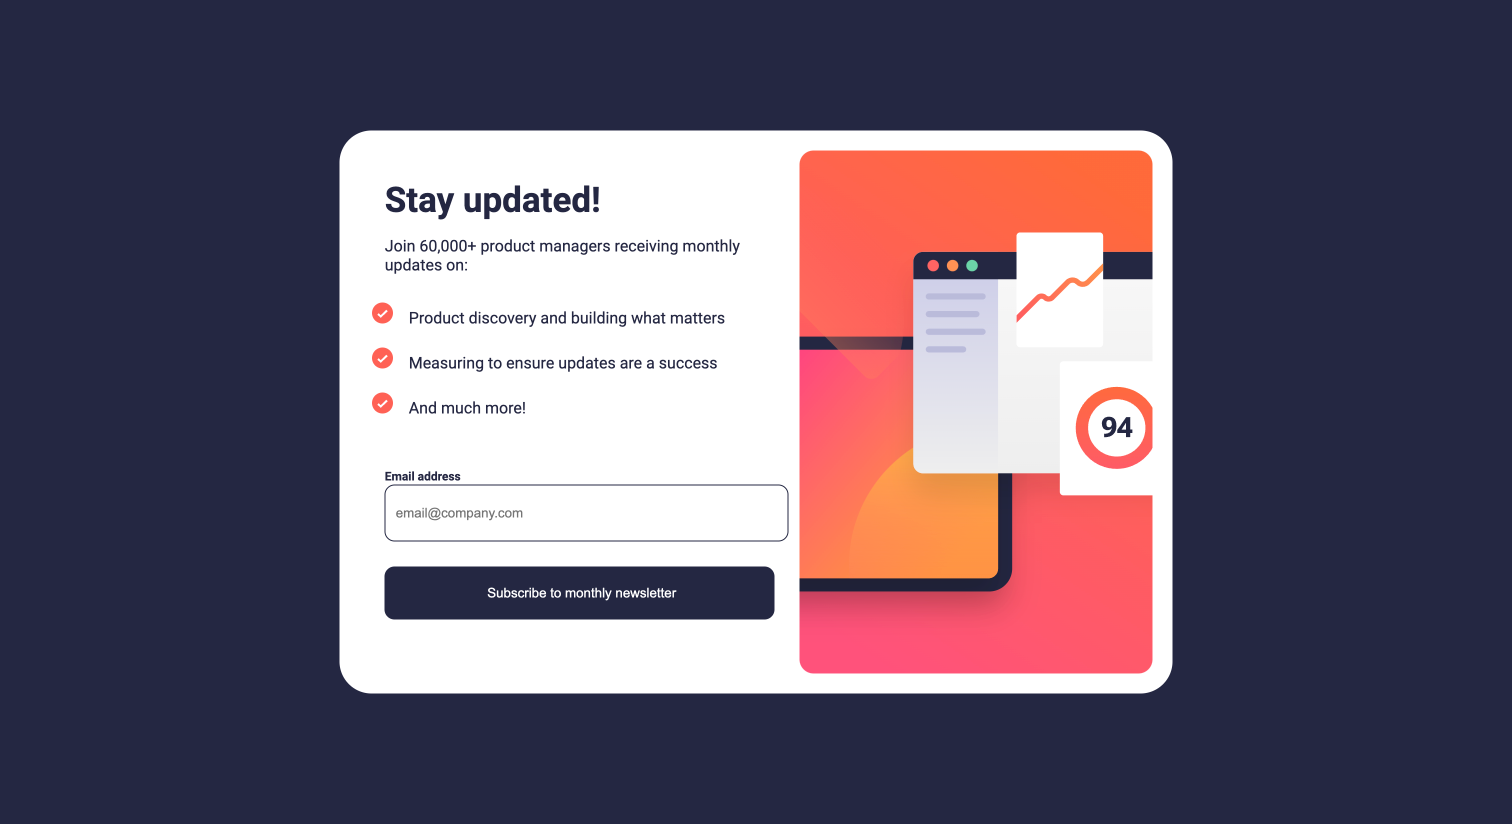 Stay updated!
Join 60,000+ product managers receiving monthly
updates on:
Product discovery and building what matters
Measuring to ensure updates are a success
And much more!
Email address
email@company.com
Subscribe to monthly newsletter
94